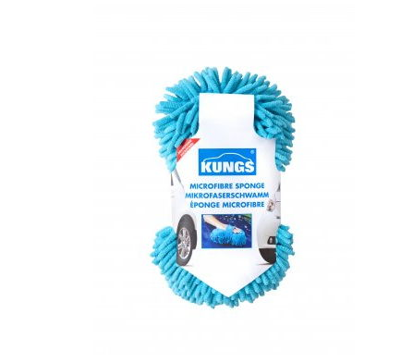 KUNGS
MICROFIBRE SPONGE
MIKROFASERSCHWAMM
ÉPONGE MICROFIBRE